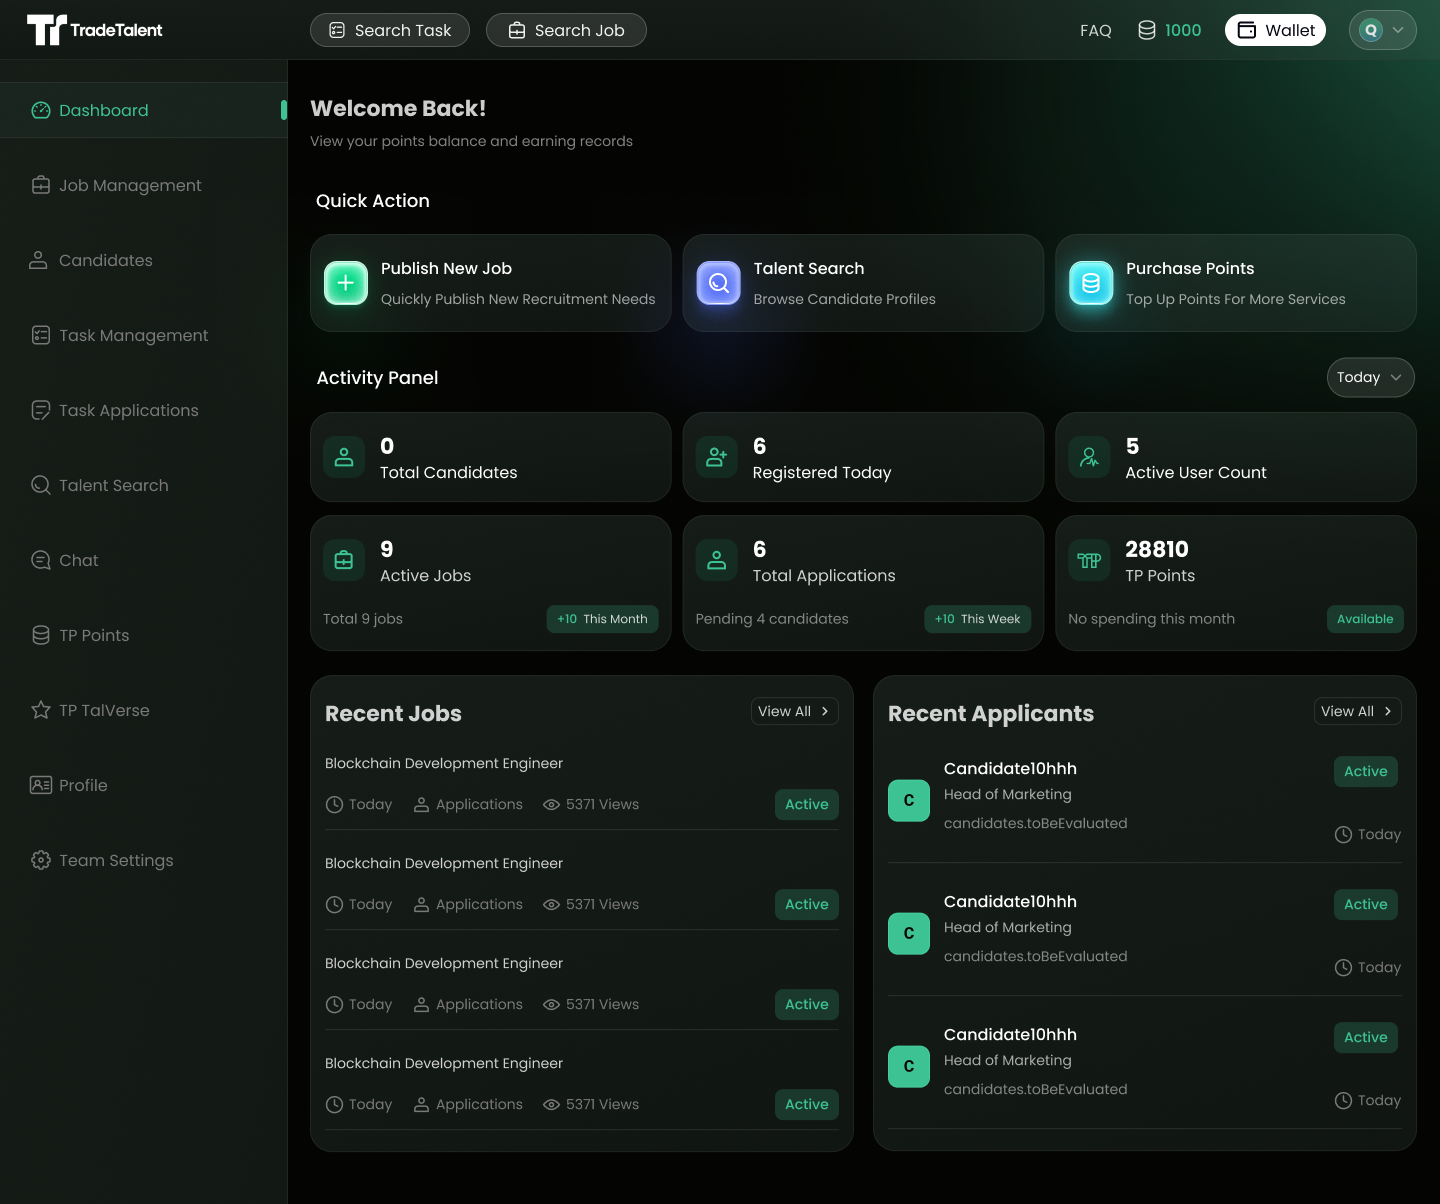 TradeTalent
Search Task
Search Job
FAQ
1000
Wallet
Q
Dashboard
Job Management
Candidates
Task Management
Task Applications
Talent Search
Chat
TP Points
TP TalVerse
Profile
Team Settings
Welcome Back!
View your points balance and earning records
Quick Action
Publish New Job
Quickly Publish New Recruitment Needs
Talent Search
Browse Candidate Profiles
Purchase Points
Top Up Points For More Services
Activity Panel
Today
0
Total Candidates
6
Registered Today
5
Active User Count
9
Active Jobs
Total 9 jobs
+10 This Month
6
Total Applications
Pending 4 candidates
+10 This Week
28810
TP Points
No spending this month
Available
Recent Jobs
View All
Blockchain Development Engineer
Today Applications 5371 Views Active
Blockchain Development Engineer
Today Applications 5371 Views Active
Blockchain Development Engineer
Today Applications 5371 Views Active
Blockchain Development Engineer
Today Applications 5371 Views Active
Recent Applicants
View All
C
Candidate10hhh
Head of Marketing
candidates.toBeEvaluated
Active
Today
C
Candidate10hhh
Head of Marketing
candidates.toBeEvaluated
Active
Today
C
Candidate10hhh
Head of Marketing
candidates.toBeEvaluated
Active
Today